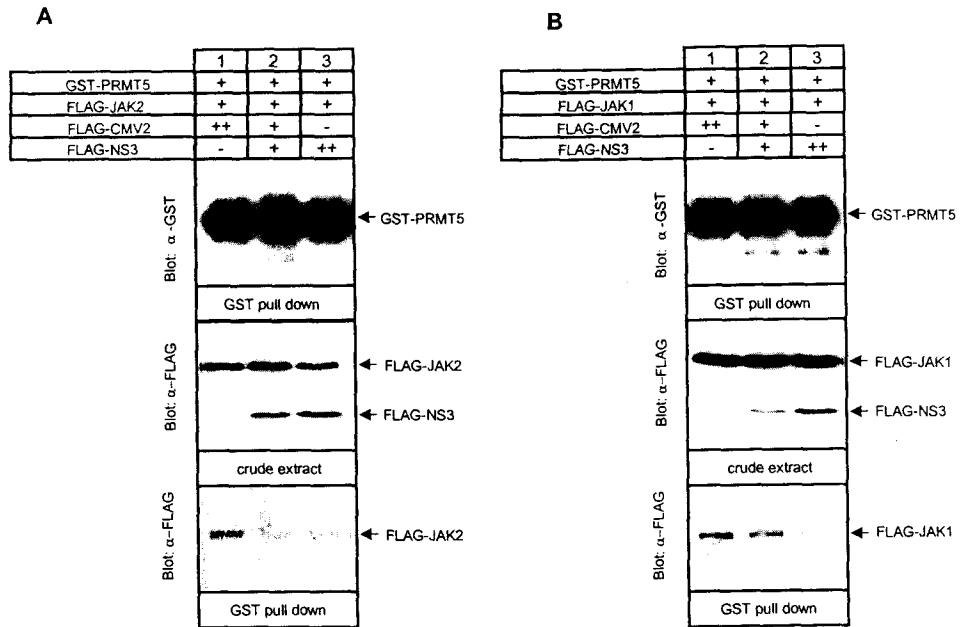 A
1 2 3
GST-PRMT5 + + +
FLAG-JAK2 + + +
FLAG-CMV2 ++ + -
FLAG-NS3 - + ++
Blot: α-GST
GST-PRMT5
GST pull down
Blot: α-FLAG
FLAG-JAK2
FLAG-NS3
crude extract
Blot: α-FLAG
FLAG-JAK2
GST pull down
B
1 2 3
GST-PRMT5 + + +
FLAG-JAK1 + + +
FLAG-CMV2 ++ + -
FLAG-NS3 - + ++
Blot: α-GST
GST-PRMT5
GST pull down
Blot: α-FLAG
FLAG-JAK1
FLAG-NS3
crude extract
Blot: α-FLAG
FLAG-JAK1
GST pull down